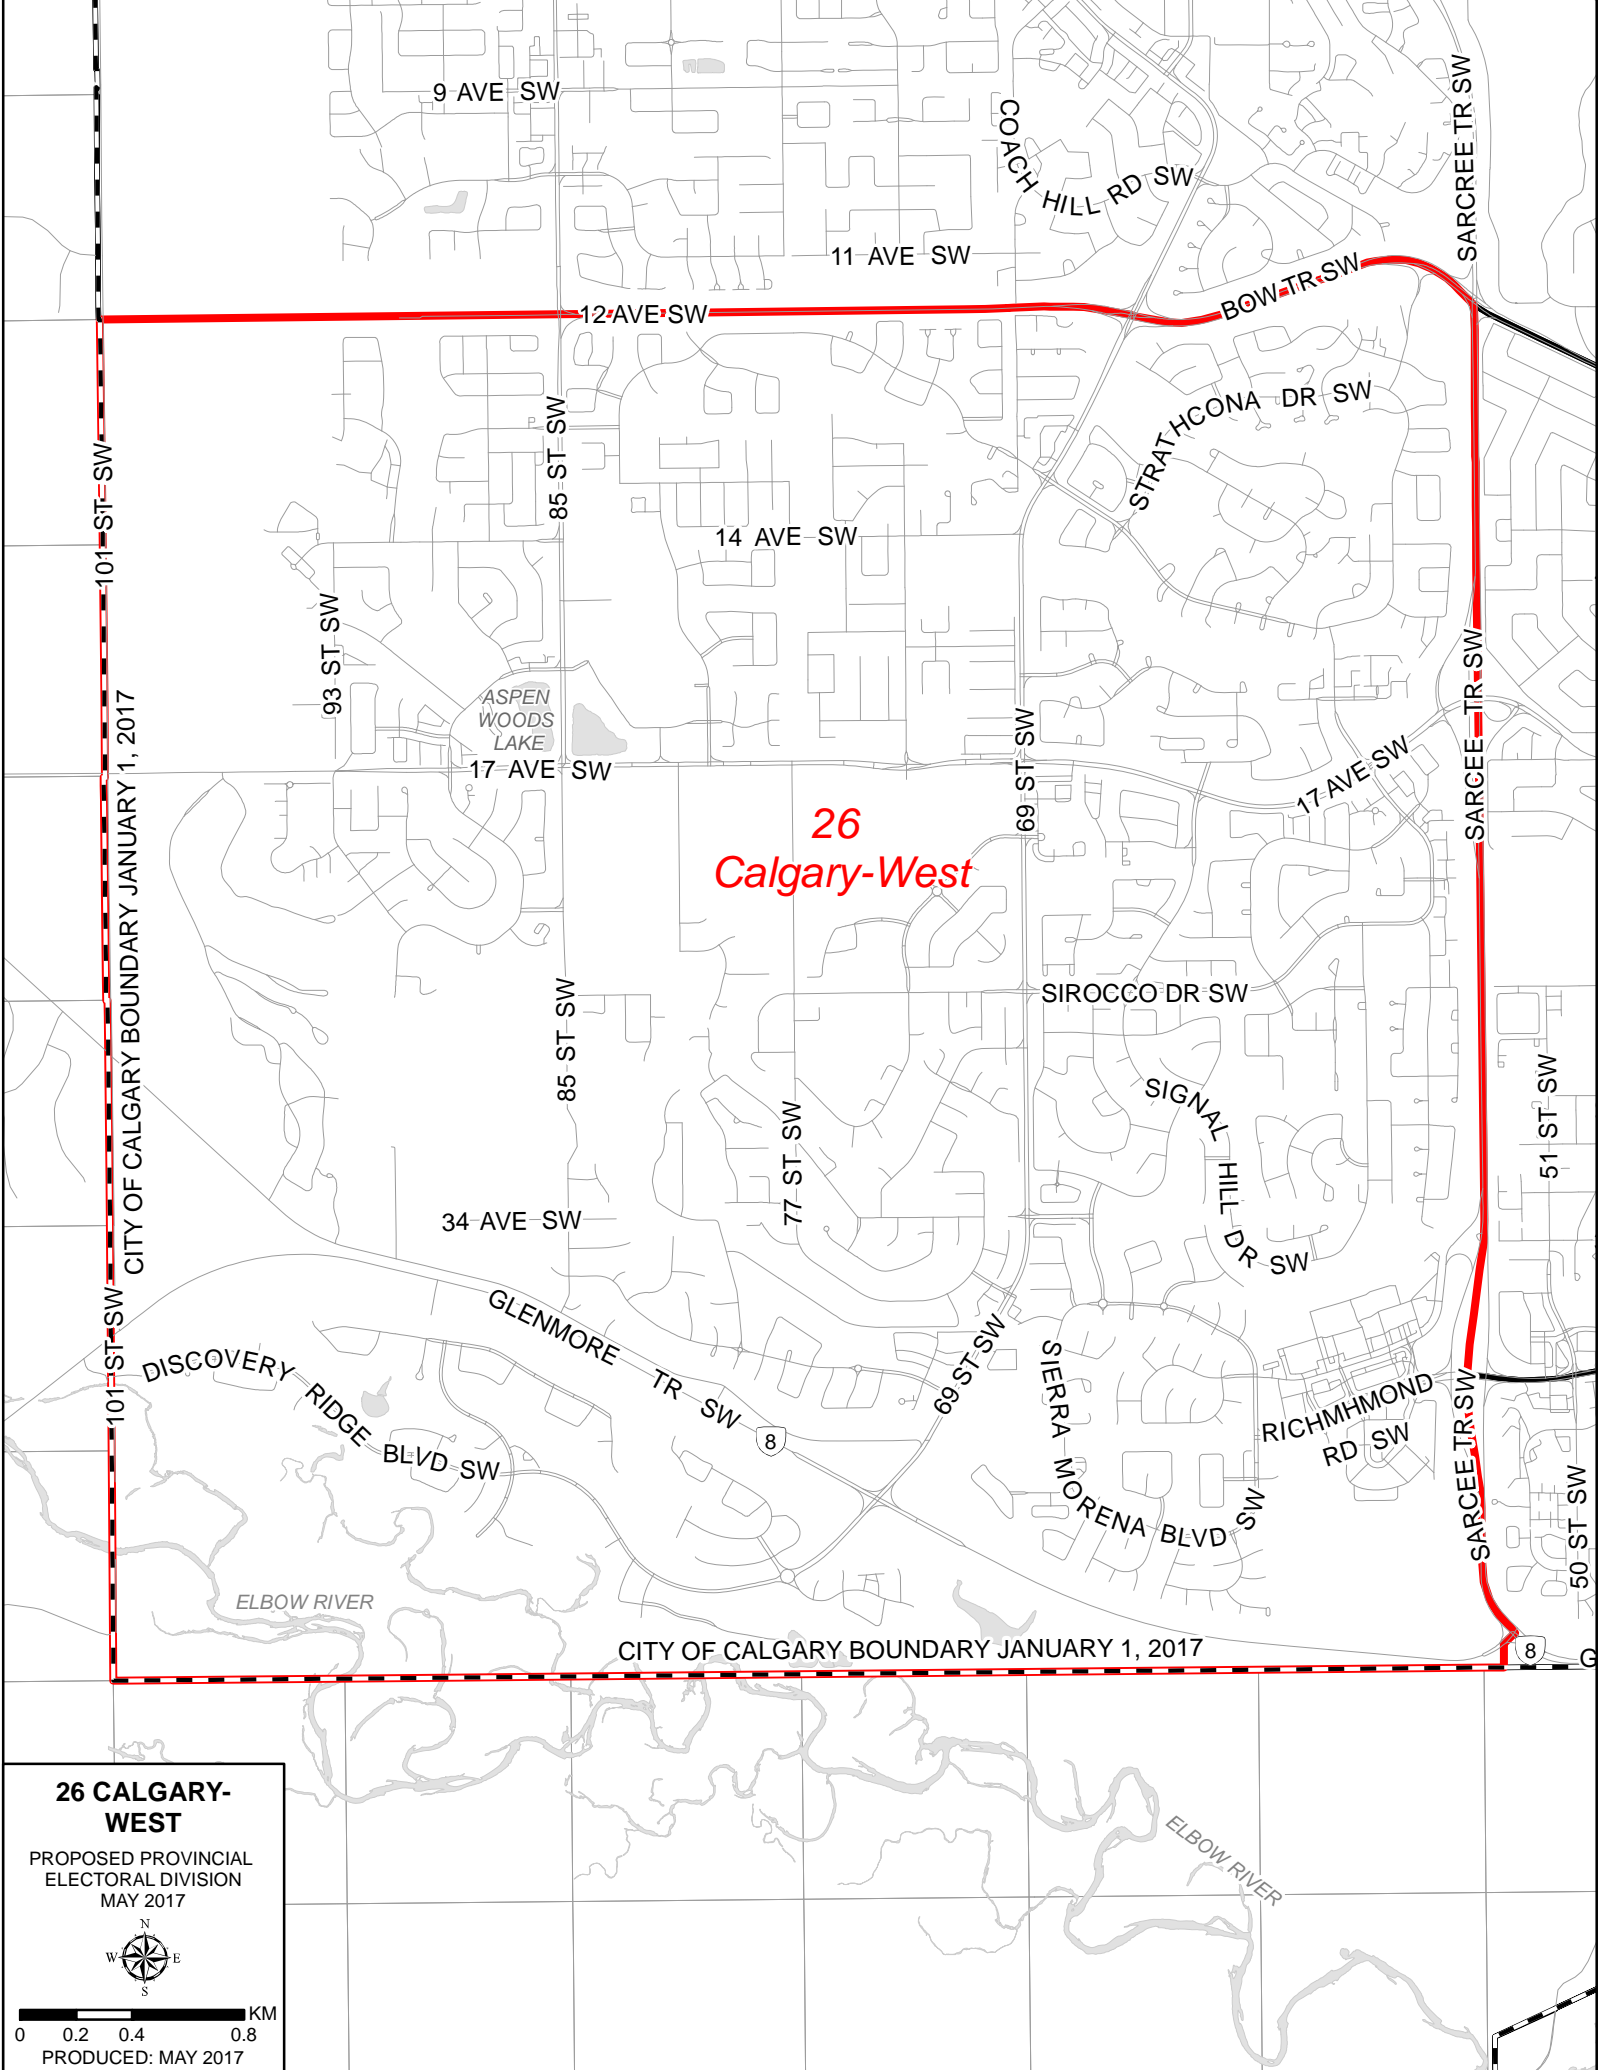 9 AVE SW
COACH HILL RD SW
SARCREE TR SW
11 AVE SW
BOW TR SW
12 AVE SW
STRATHCONA DR SW
85 ST SW
101 ST SW
14 AVE SW
93 ST SW
ASPEN
WOODS
LAKE
17 AVE SW
69 ST SW
SARCEE TR SW
17 AVE SW
26
Calgary-West
CITY OF CALGARY BOUNDARY JANUARY 1, 2017
85 ST SW
SIROCCO DR SW
SIGNAL HILL DR SW
51 ST SW
77 ST SW
34 AVE SW
GLENMORE TR SW
8
101 ST SW
DISCOVERY RIDGE BLVD SW
69 ST SW
SIERRA MORENA BLVD SW
RICHMHMOND
RD SW
SARCEE TR SW
50 ST SW
ELBOW RIVER
CITY OF CALGARY BOUNDARY JANUARY 1, 2017
8
G
ELBOW RIVER
26 CALGARY-
WEST
PROPOSED PROVINCIAL
ELECTORAL DIVISION
MAY 2017
N
W E
S
KM
0 0.2 0.4 0.8
PRODUCED: MAY 2017